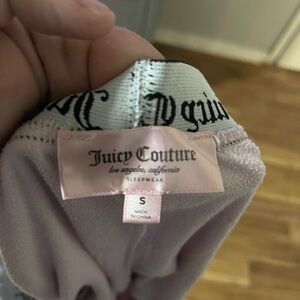 Juicy Couture
los angeles, california
SLEEPWEAR
S
MADE
IN CHINA